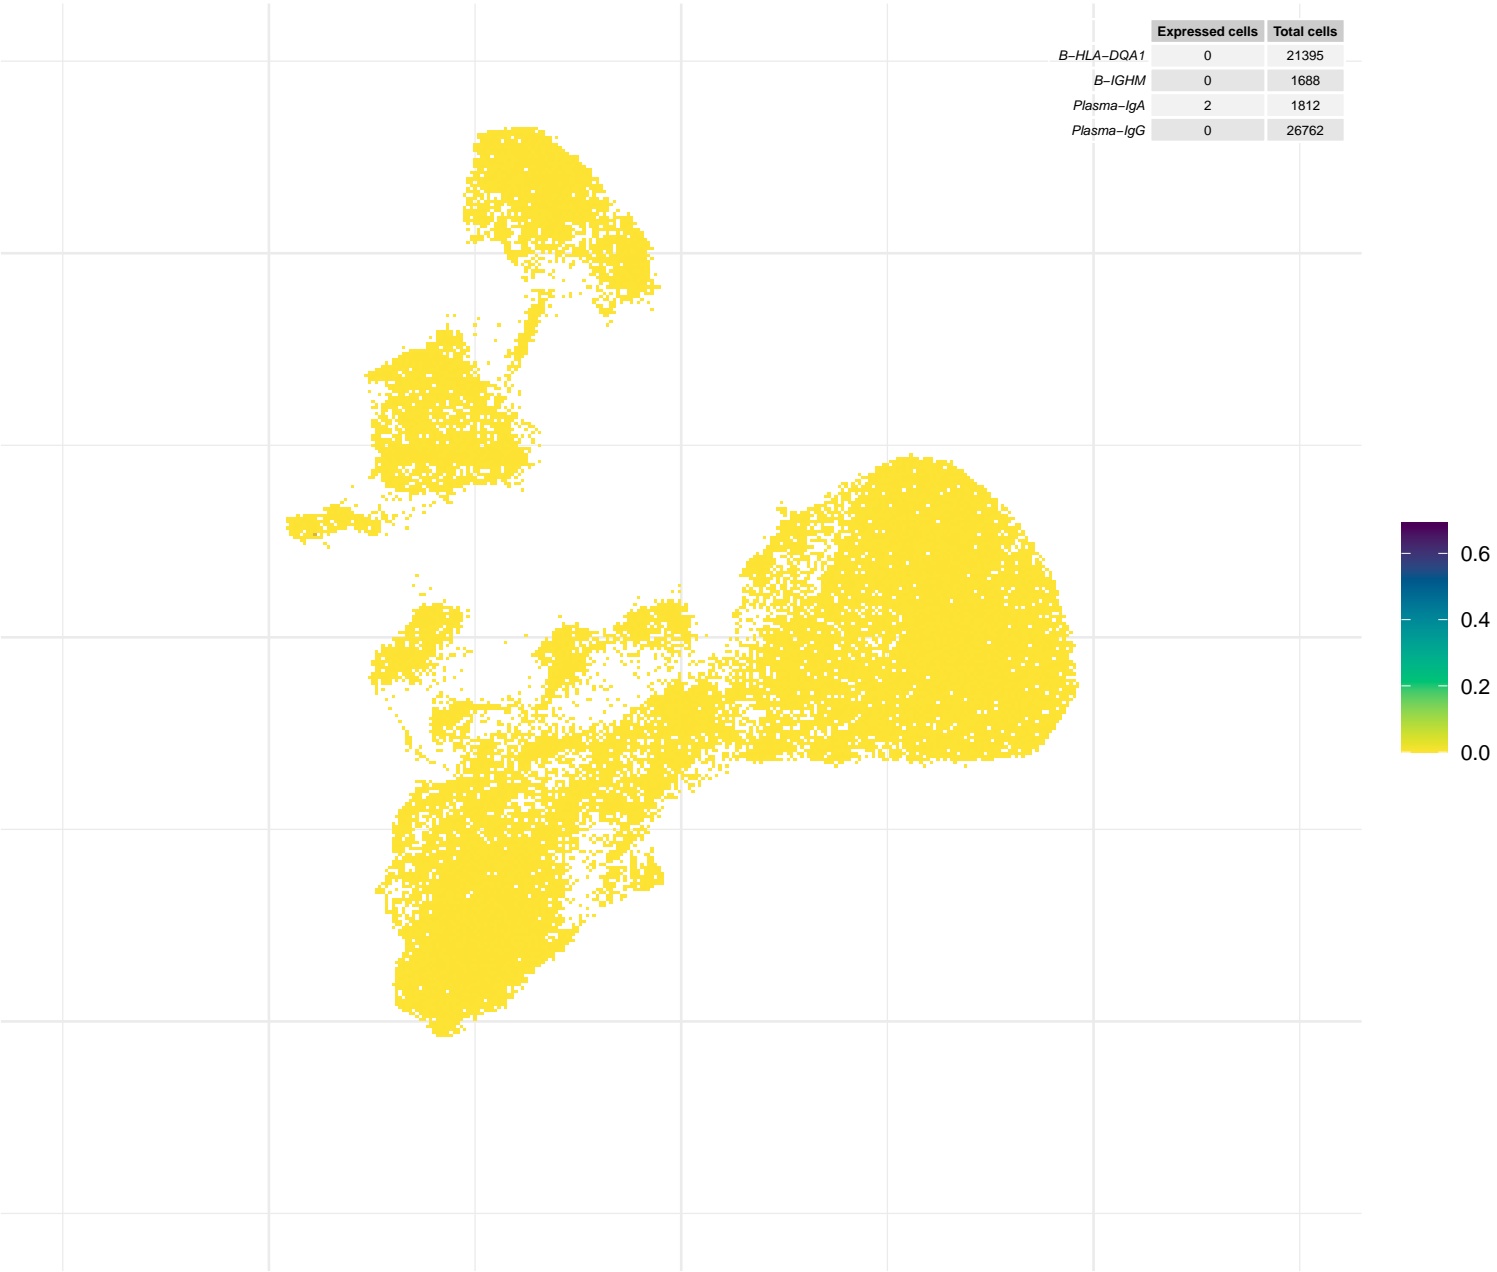 Expressed cells Total cells
B−HLA−DQA1 0 21395
B−IGHM 0 1688
Plasma−IgA 2 1812
Plasma−IgG 0 26762
0.6
0.4
0.2
0.0